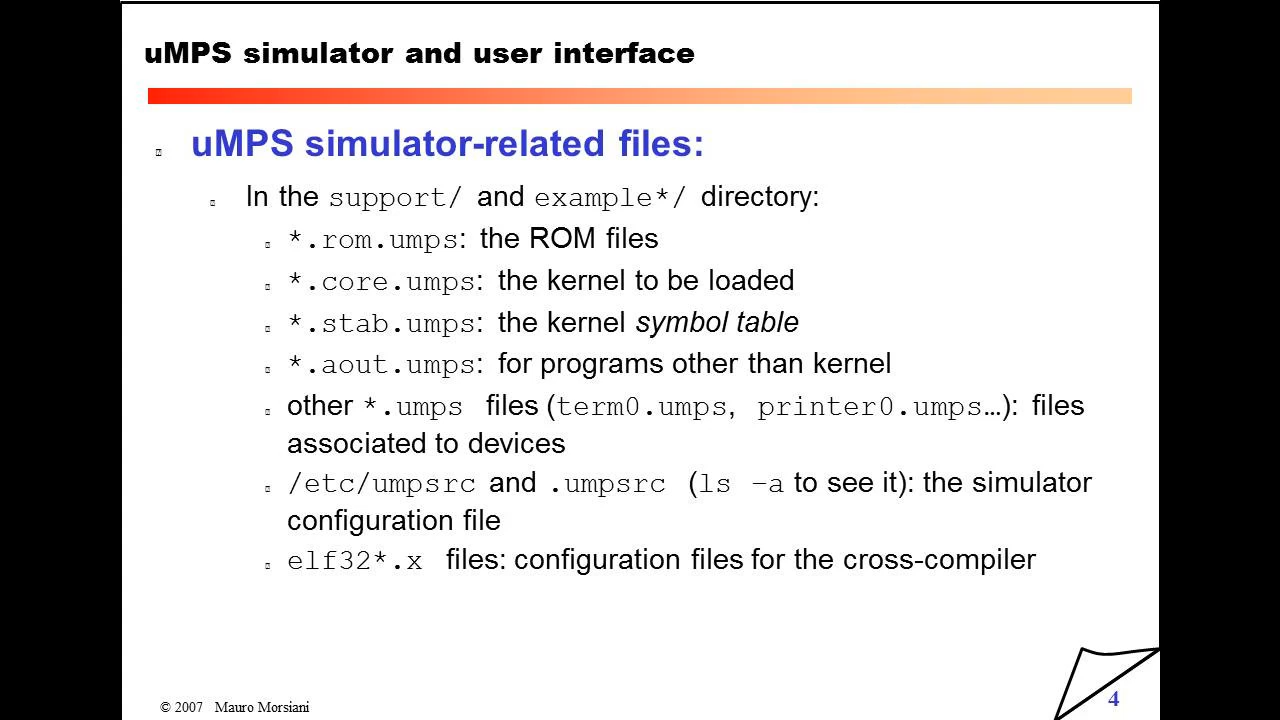 uMPS simulator and user interface
uMPS simulator-related files:
In the support/ and example*/ directory:
*.rom.umps: the ROM files
*.core.umps: the kernel to be loaded
*.stab.umps: the kernel symbol table
*.aout.umps: for programs other than kernel
other *.umps files (term0.umps, printer0.umps…): files
associated to devices
/etc/umpsrc and .umpsrc (ls –a to see it): the simulator
configuration file
elf32*.x files: configuration files for the cross-compiler
© 2007 Mauro Morsiani
4